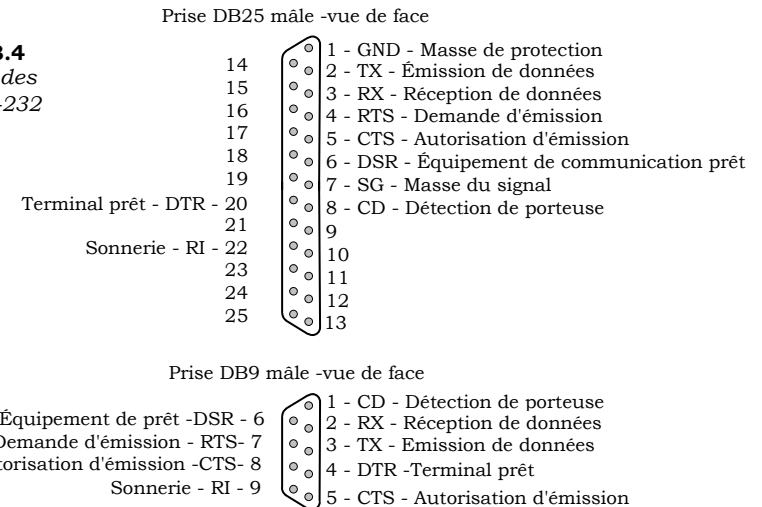 Prise DB25 mâle -vue de face
3.4
des
-232
14
15
16
17
18
19
Terminal prêt - DTR - 20
21
Sonnerie - RI - 22
23
24
25
1 - GND - Masse de protection
2 - TX - Émission de données
3 - RX - Réception de données
4 - RTS - Demande d'émission
5 - CTS - Autorisation d'émission
6 - DSR - Équipement de communication prêt
7 - SG - Masse du signal
8 - CD - Détection de porteuse
9
10
11
12
13
Prise DB9 mâle -vue de face
Équipement de prêt -DSR - 6
Demande d'émission - RTS- 7
torisation d'émission -CTS- 8
Sonnerie - RI - 9
1 - CD - Détection de porteuse
2 - RX - Réception de données
3 - TX - Emission de données
4 - DTR -Terminal prêt
5 - CTS - Autorisation d'émission